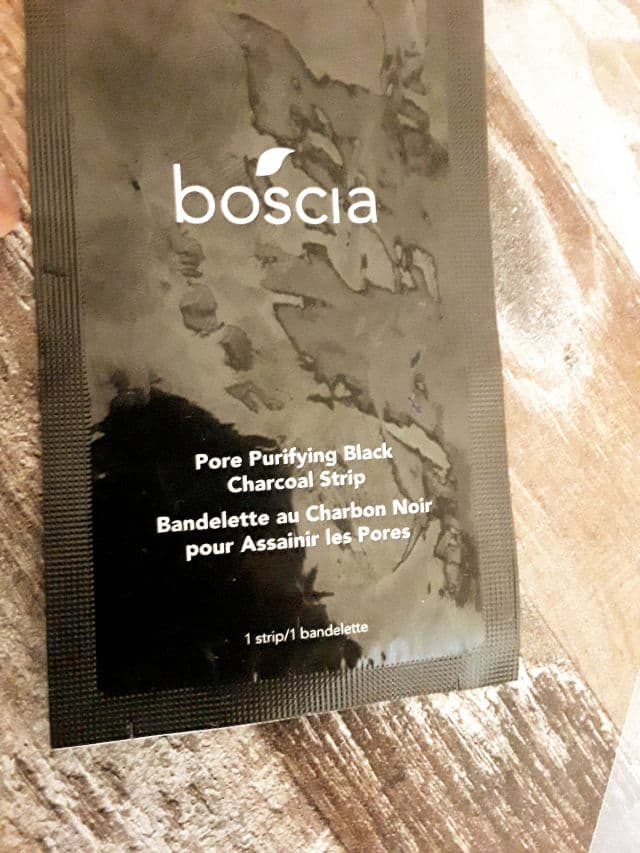 boscia
Pore Purifying Black
Charcoal Strip
Bandelette au Charbon Noir
pour Assainir les Pores
1 strip/1 bandelette